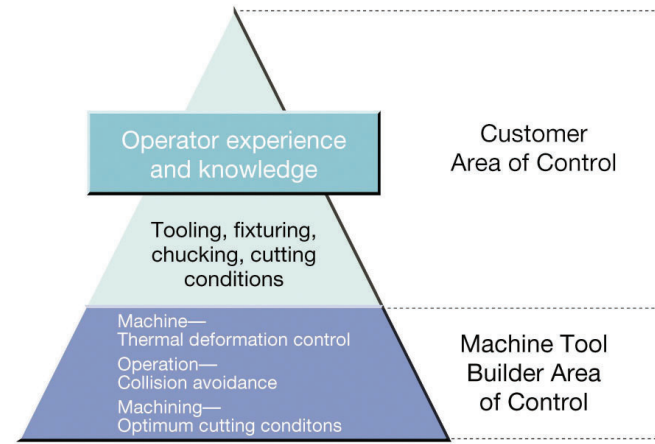 Operator experience
and knowledge
Customer
Area of Control
Tooling, fixturing,
chucking, cutting
conditions
Machine—
Thermal deformation control
Operation—
Collision avoidance
Machining—
Optimum cutting conditons
Machine Tool
Builder Area
of Control